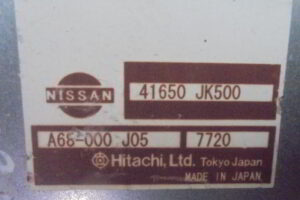 NISSAN 41650 JK500
A68-000 J05 7720
Hitachi, Ltd. Tokyo Japan
MADE IN JAPAN